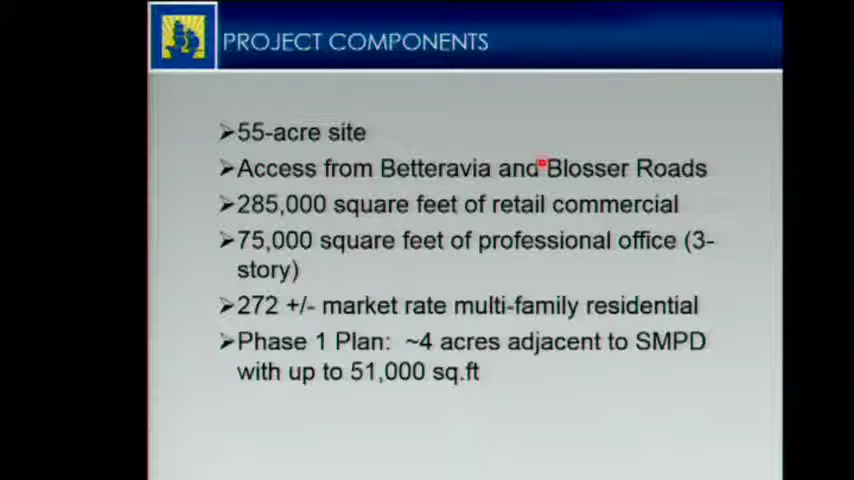 PROJECT COMPONENTS
➢55-acre site
➢Access from Betteravia and Blosser Roads
➢285,000 square feet of retail commercial
➢75,000 square feet of professional office (3-
story)
➢272 +/- market rate multi-family residential
➢Phase 1 Plan: ~4 acres adjacent to SMPD
with up to 51,000 sq.ft